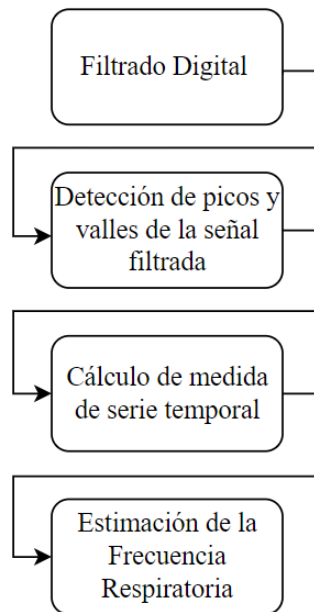 Filtrado Digital
Detección de picos y
valles de la señal
filtrada
Cálculo de medida
de serie temporal
Estimación de la
Frecuencia
Respiratoria